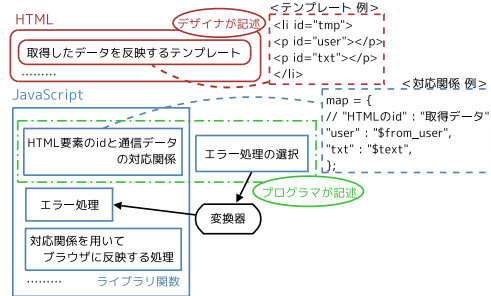 HTML
デザイナが記述
取得したデータを反映するテンプレート
………
<テンプレート 例>
<li id="tmp">
<p id="user"></p>
<p id="txt"></p>
</li>
<対応関係 例>
map = {
// "HTMLのid" : "取得データ"
"user" : "$from_user",
"txt" : "$text",
};
JavaScript
HTML要素のidと通信データ
の対応関係
エラー処理の選択
プログラマが記述
エラー処理
変換器
対応関係を用いて
ブラウザに反映する処理
………
ライブラリ関数